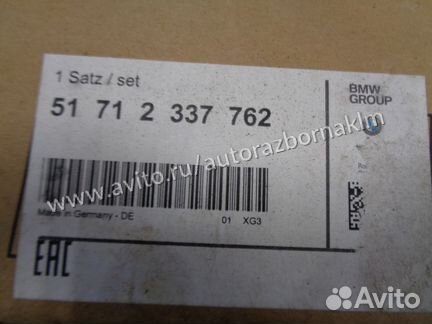 1 Satz / set
51 71 2 337 762
BMW
GROUP
www.avito.ru/autorazbornaklm
Made in Germany - DE
01 XG3
EAC
Avito